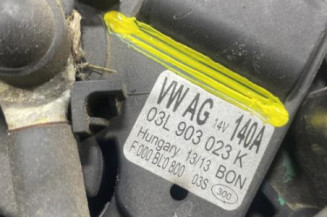 VW AG 14V 140A
03L 903 023 K
Hungary 13/13 BON
F 000 BL0 800 03S 300